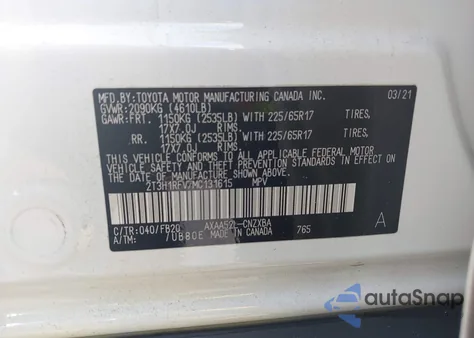 MFD.BY:TOYOTA MOTOR MANUFACTURING CANADA INC. 03/21
GVWR:2090KG (4610LB)
GAWR:FRT. 1150KG (2535LB) WITH 225/65R17 TIRES,
17X7.0J RIMS.
RR. 1150KG (2535LB) WITH 225/65R17 TIRES,
17X7.0J RIMS.
THIS VEHICLE CONFORMS TO ALL APPLICABLE FEDERAL MOTOR
VEHICLE SAFETY AND THEFT PREVENTION STANDARDS IN
EFFECT ON THE DATE OF MANUFACTURE SHOWN ABOVE.
MPV
C/TR:040/FB20 AXAA52L-CNZXBA A
A/TM: /UB80E MADE IN CANADA 765
autoSnap